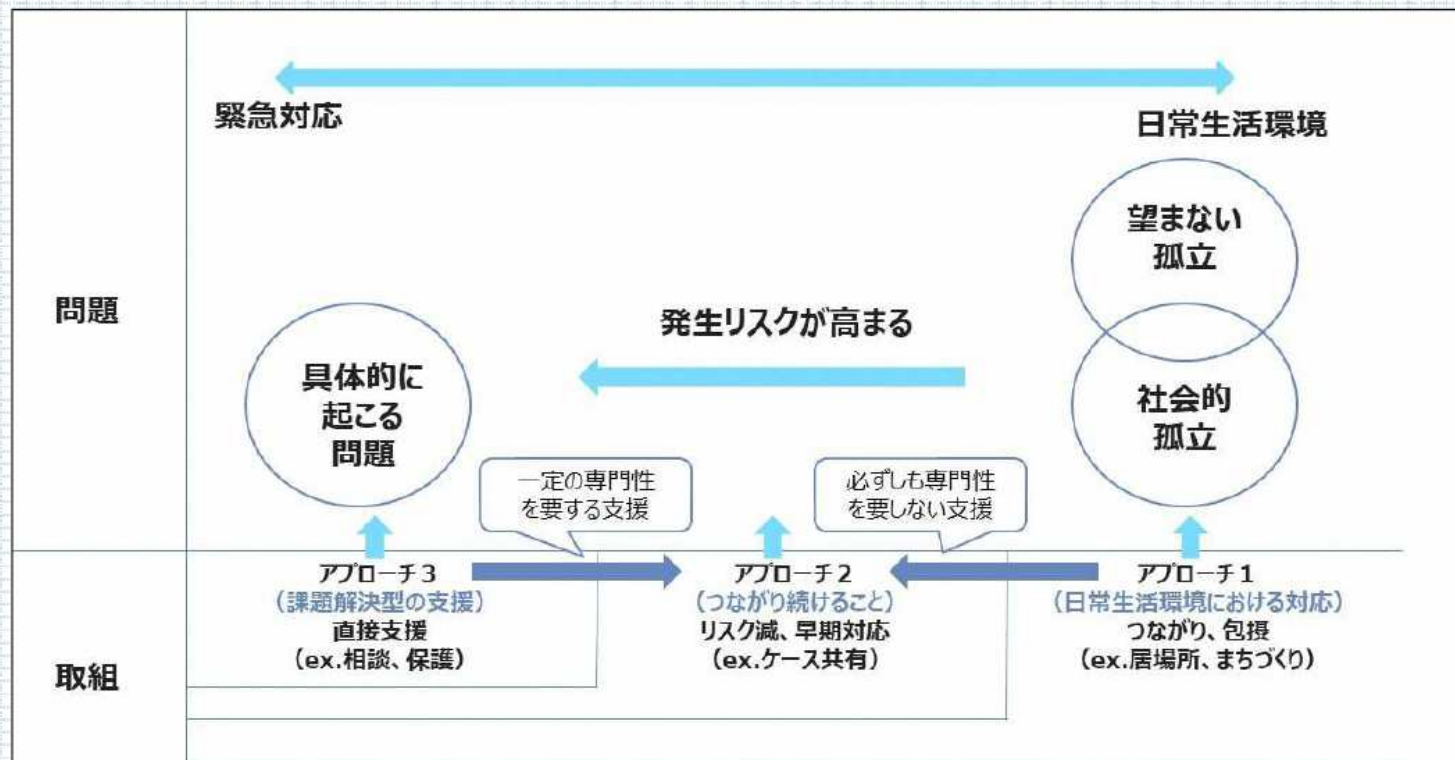 緊急対応
日常生活環境
望まない
孤立
問題
発生リスクが高まる
具体的に
起こる
問題
社会的
孤立
一定の専門性
を要する支援
必ずしも専門性
を要しない支援
取組
アプローチ3
(課題解決型の支援)
直接支援
(ex.相談、保護)
アプローチ2
(つながり続けること)
リスク減、早期対応
(ex.ケース共有)
アプローチ1
(日常生活環境における対応)
つながり、包摂
(ex.居場所、まちづくり)